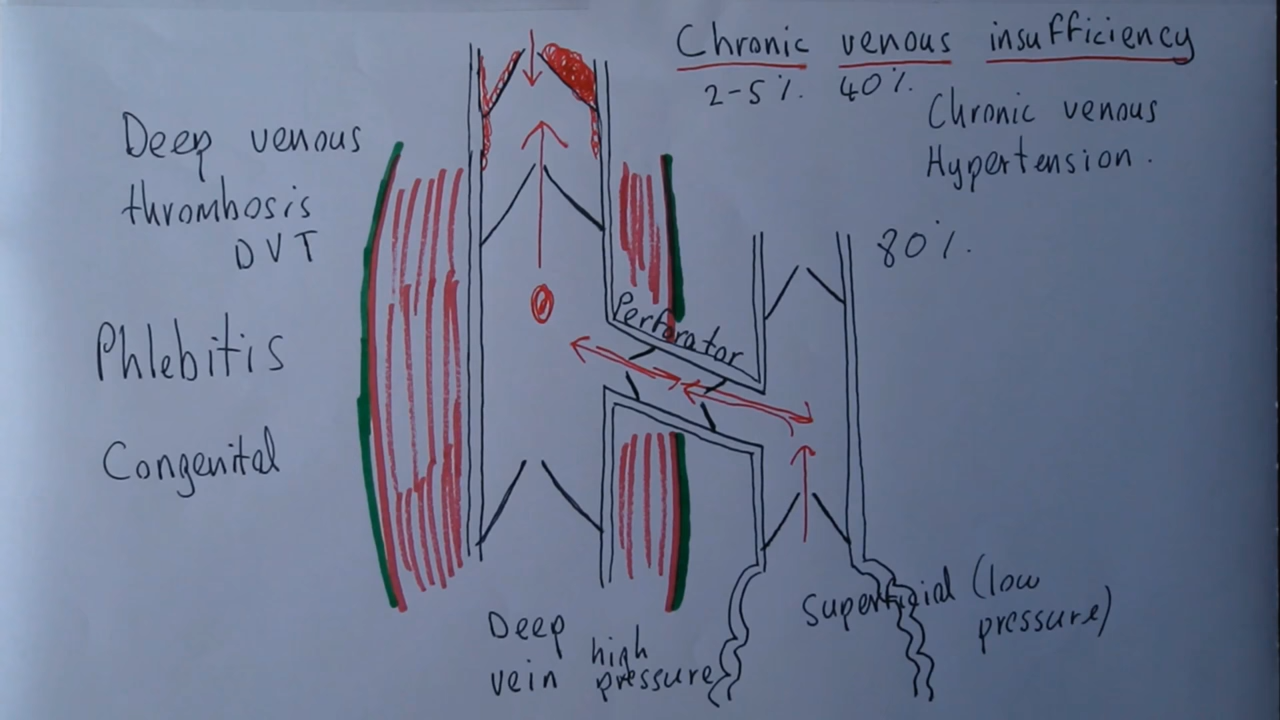 Chronic venous insufficiency
2-5%. 40%.
Chronic venous
Hypertension.
Deep venous
thrombosis
DVT
80%.
Perforator
Phlebitis
Congenital
Superficial (low
pressure)
Deep
vein
high
pressure